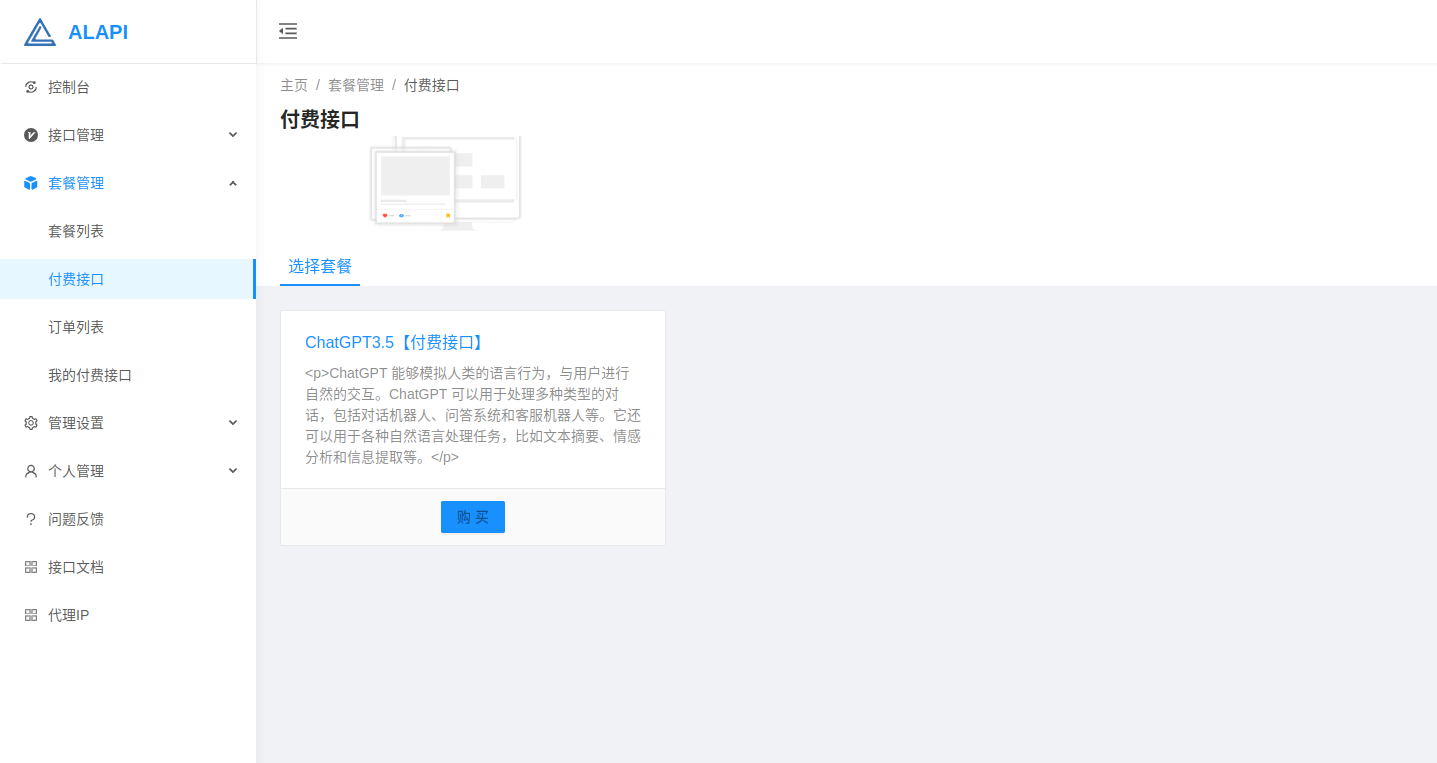 ALAPI
控制台
接口管理
套餐管理
套餐列表
付费接口
订单列表
我的付费接口
管理设置
个人管理
问题反馈
接口文档
代理IP
主页 / 套餐管理 / 付费接口
付费接口
选择套餐
ChatGPT3.5【付费接口】
<p>ChatGPT 能够模拟人类的语言行为，与用户进行
自然的交互。ChatGPT 可以用于处理多种类型的对
话，包括对话机器人、问答系统和客服机器人等。它还
可以用于各种自然语言处理任务，比如文本摘要、情感
分析和信息提取等。</p>
购 买